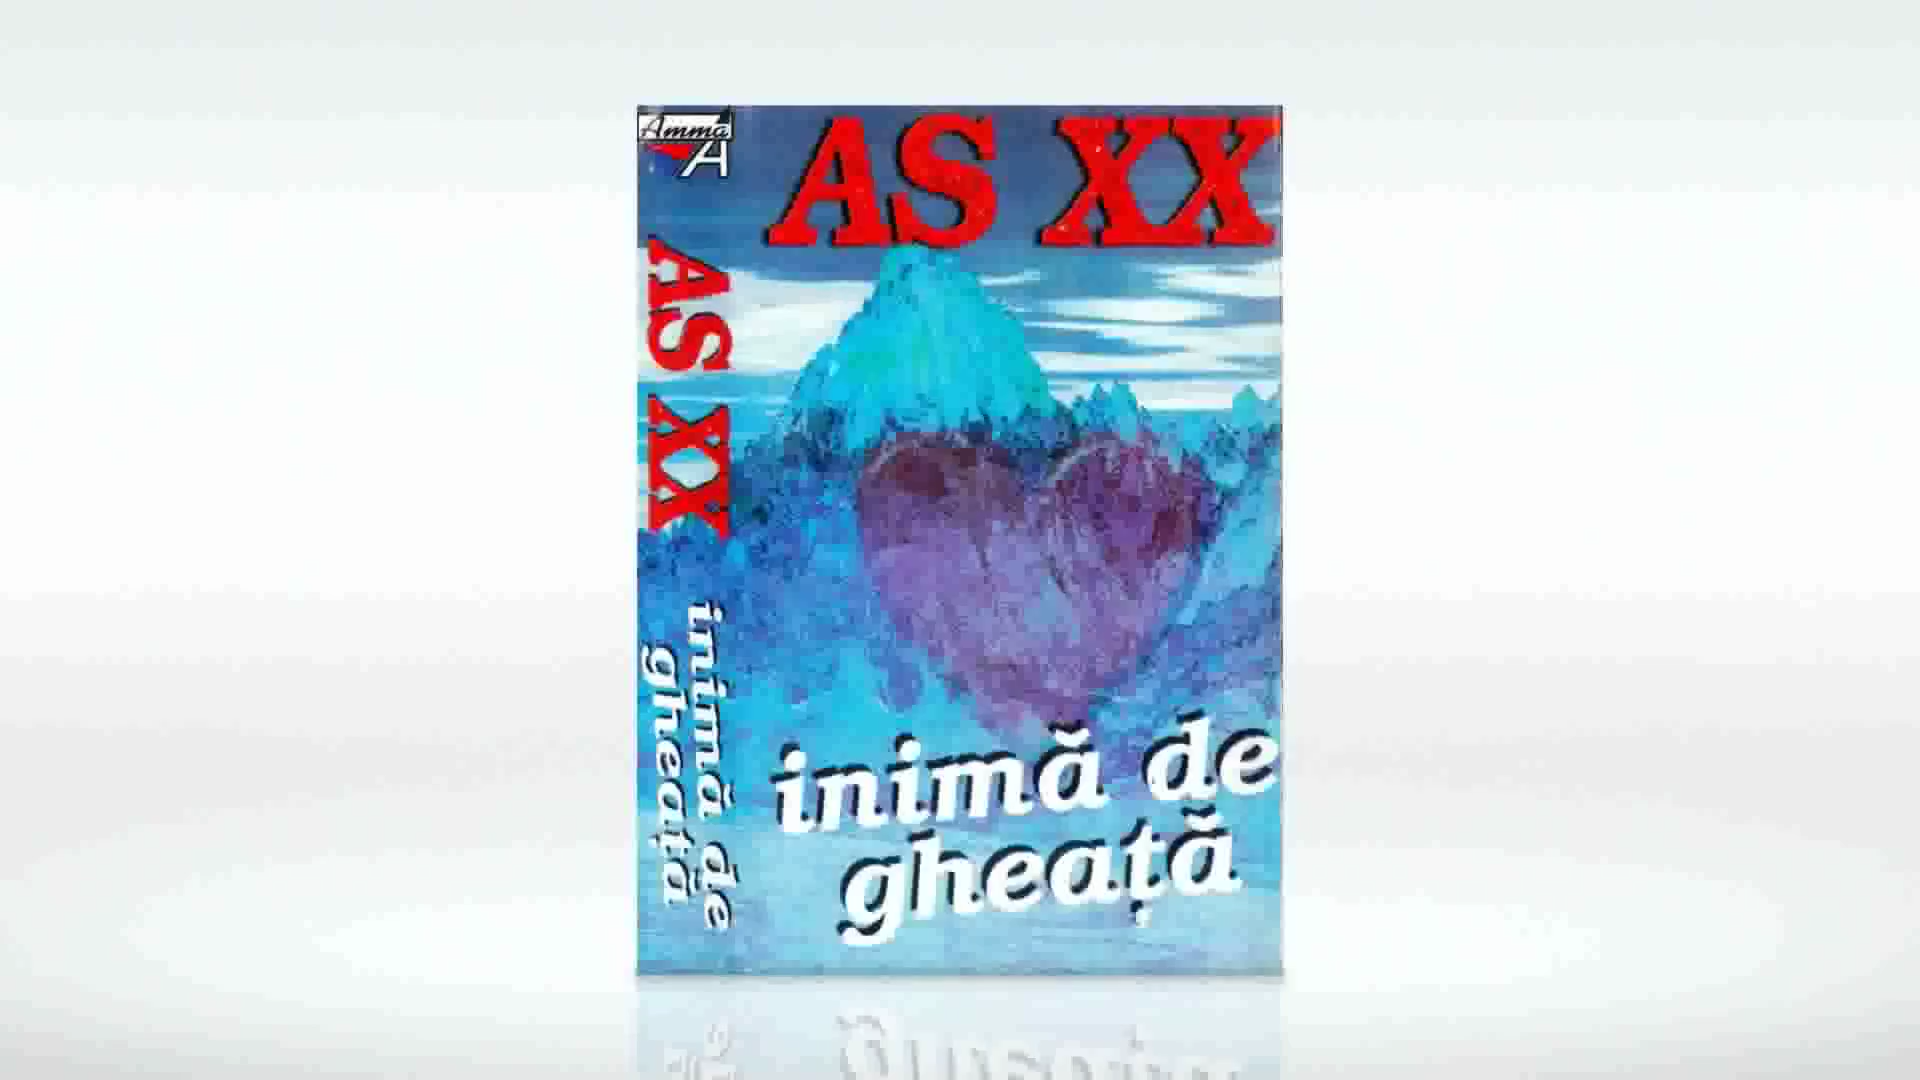 Amma
A
AS XX
AS XX
inimă de
gheață
inimă de
gheață